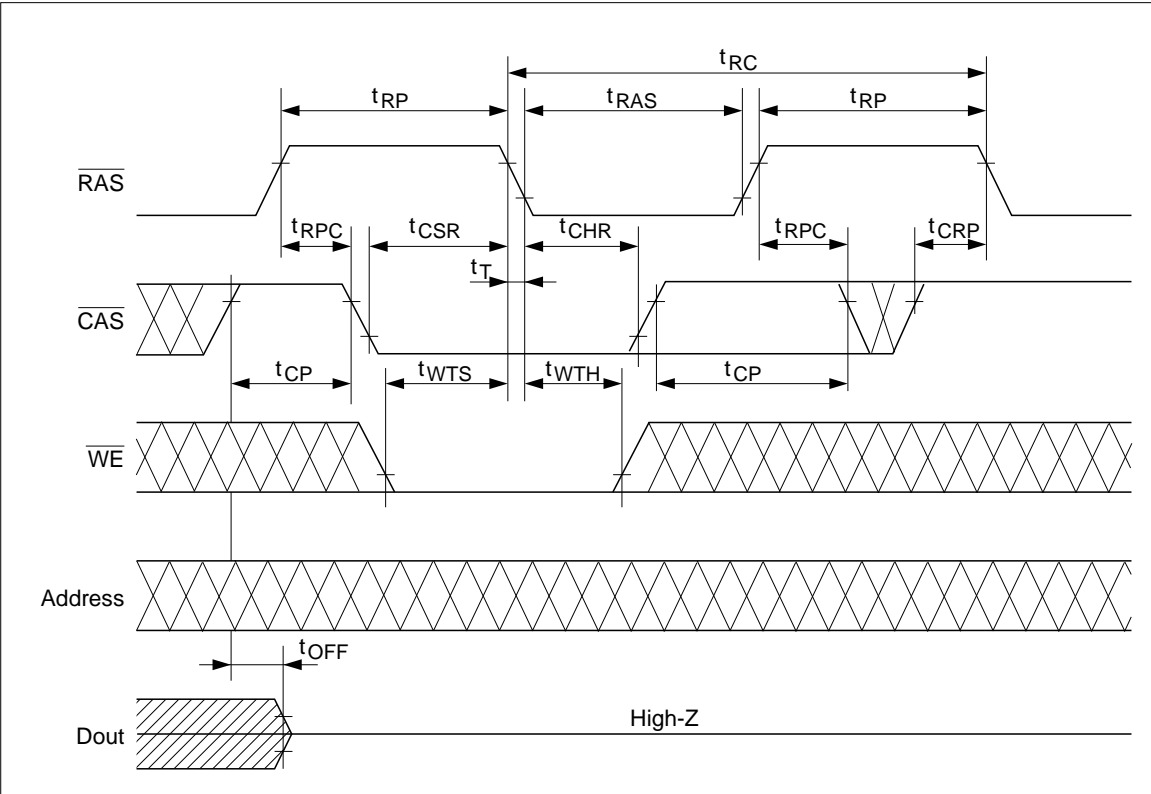 tRC
tRP tRAS tRP
RAS
tRPC tCSR tCHR tRPC tCRP
tT
CAS
tCP tWTS tWTH tCP
WE
Address
tOFF
High-Z
Dout